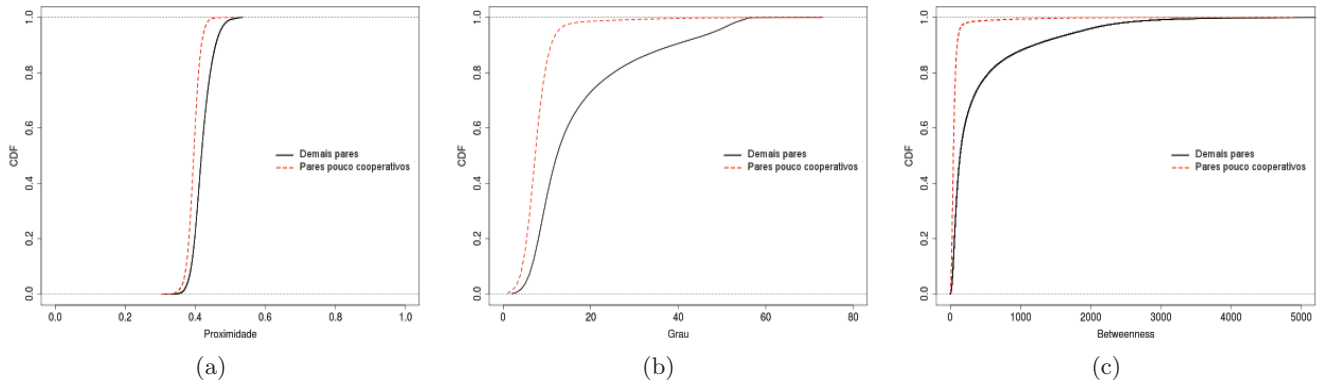 CDF
1.0
0.8
0.6
0.4
0.2
0.0
Demais pares
Pares pouco cooperativos
0.0 0.2 0.4 0.6 0.8 1.0
Proximidade
(a)
CDF
1.0
0.8
0.6
0.4
0.2
0.0
Demais pares
Pares pouco cooperativos
0 20 40 60 80
Grau
(b)
CDF
1.0
0.8
0.6
0.4
0.2
0.0
Demais pares
Pares pouco cooperativos
0 1000 2000 3000 4000 5000
Betweenness
(c)